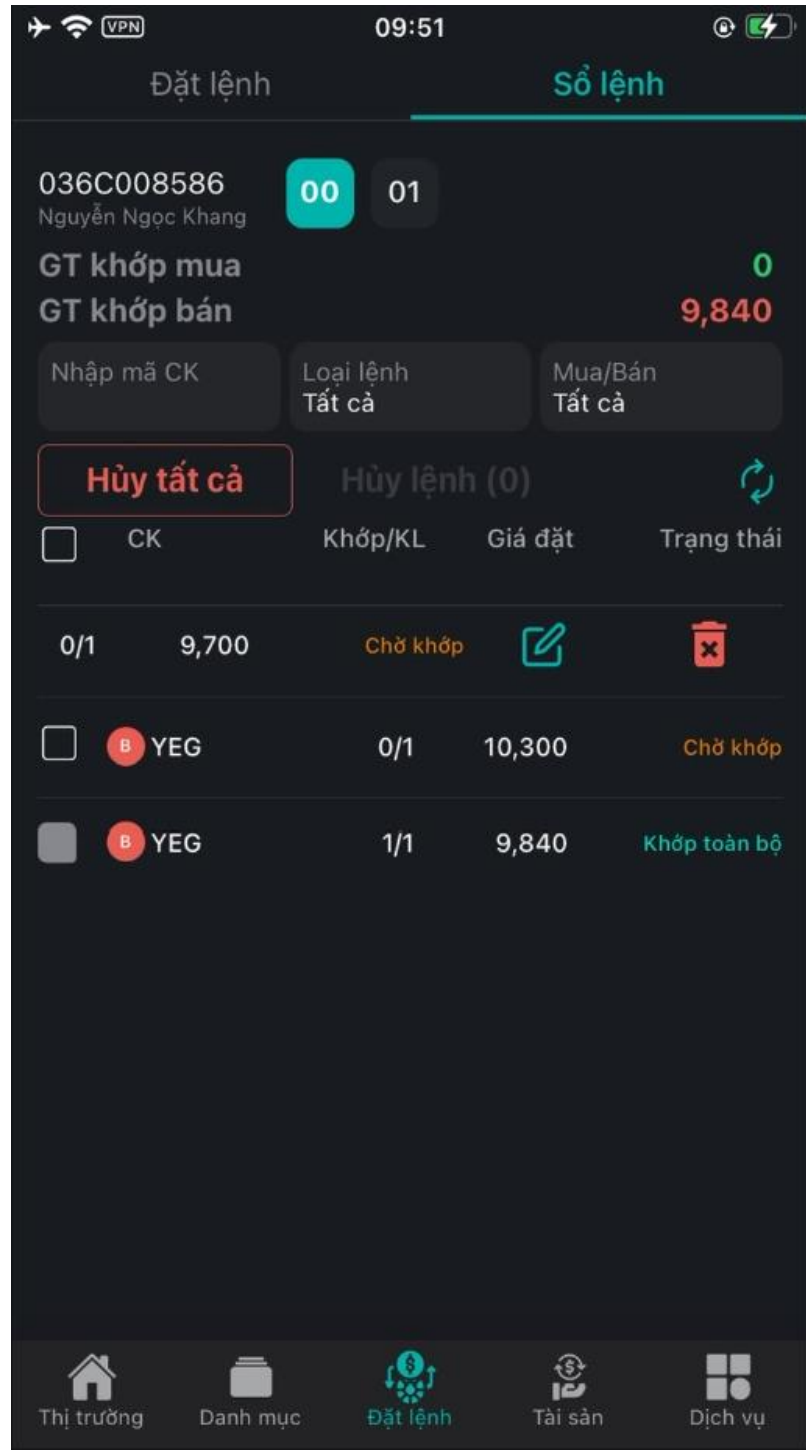 VPN 09:51
Đặt lệnh Sổ lệnh
036C008586 00 01
Nguyễn Ngọc Khang
GT khớp mua 0
GT khớp bán 9,840
Nhập mã CK Loại lệnh Mua/Bán
Tất cả Tất cả
Hủy tất cả Hủy lệnh (0)
CK Khớp/KL Giá đặt Trạng thái
0/1 9,700 Chờ khớp
B YEG 0/1 10,300 Chờ khớp
B YEG 1/1 9,840 Khớp toàn bộ
Thị trường Danh mục Đặt lệnh Tài sản Dịch vụ